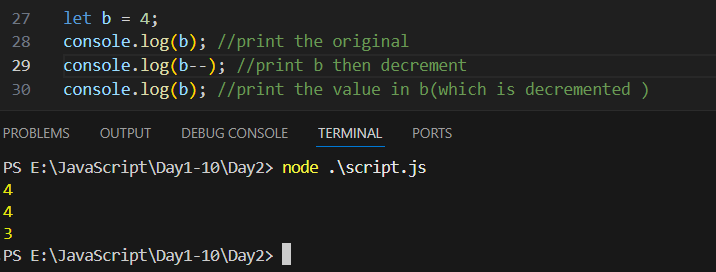 27 let b = 4;
28 console.log(b); //print the original
29 console.log(b--); //print b then decrement
30 console.log(b); //print the value in b(which is decremented )
PROBLEMS OUTPUT DEBUG CONSOLE TERMINAL PORTS
PS E:\JavaScript\Day1-10\Day2> node .\script.js
4
4
3
PS E:\JavaScript\Day1-10\Day2>